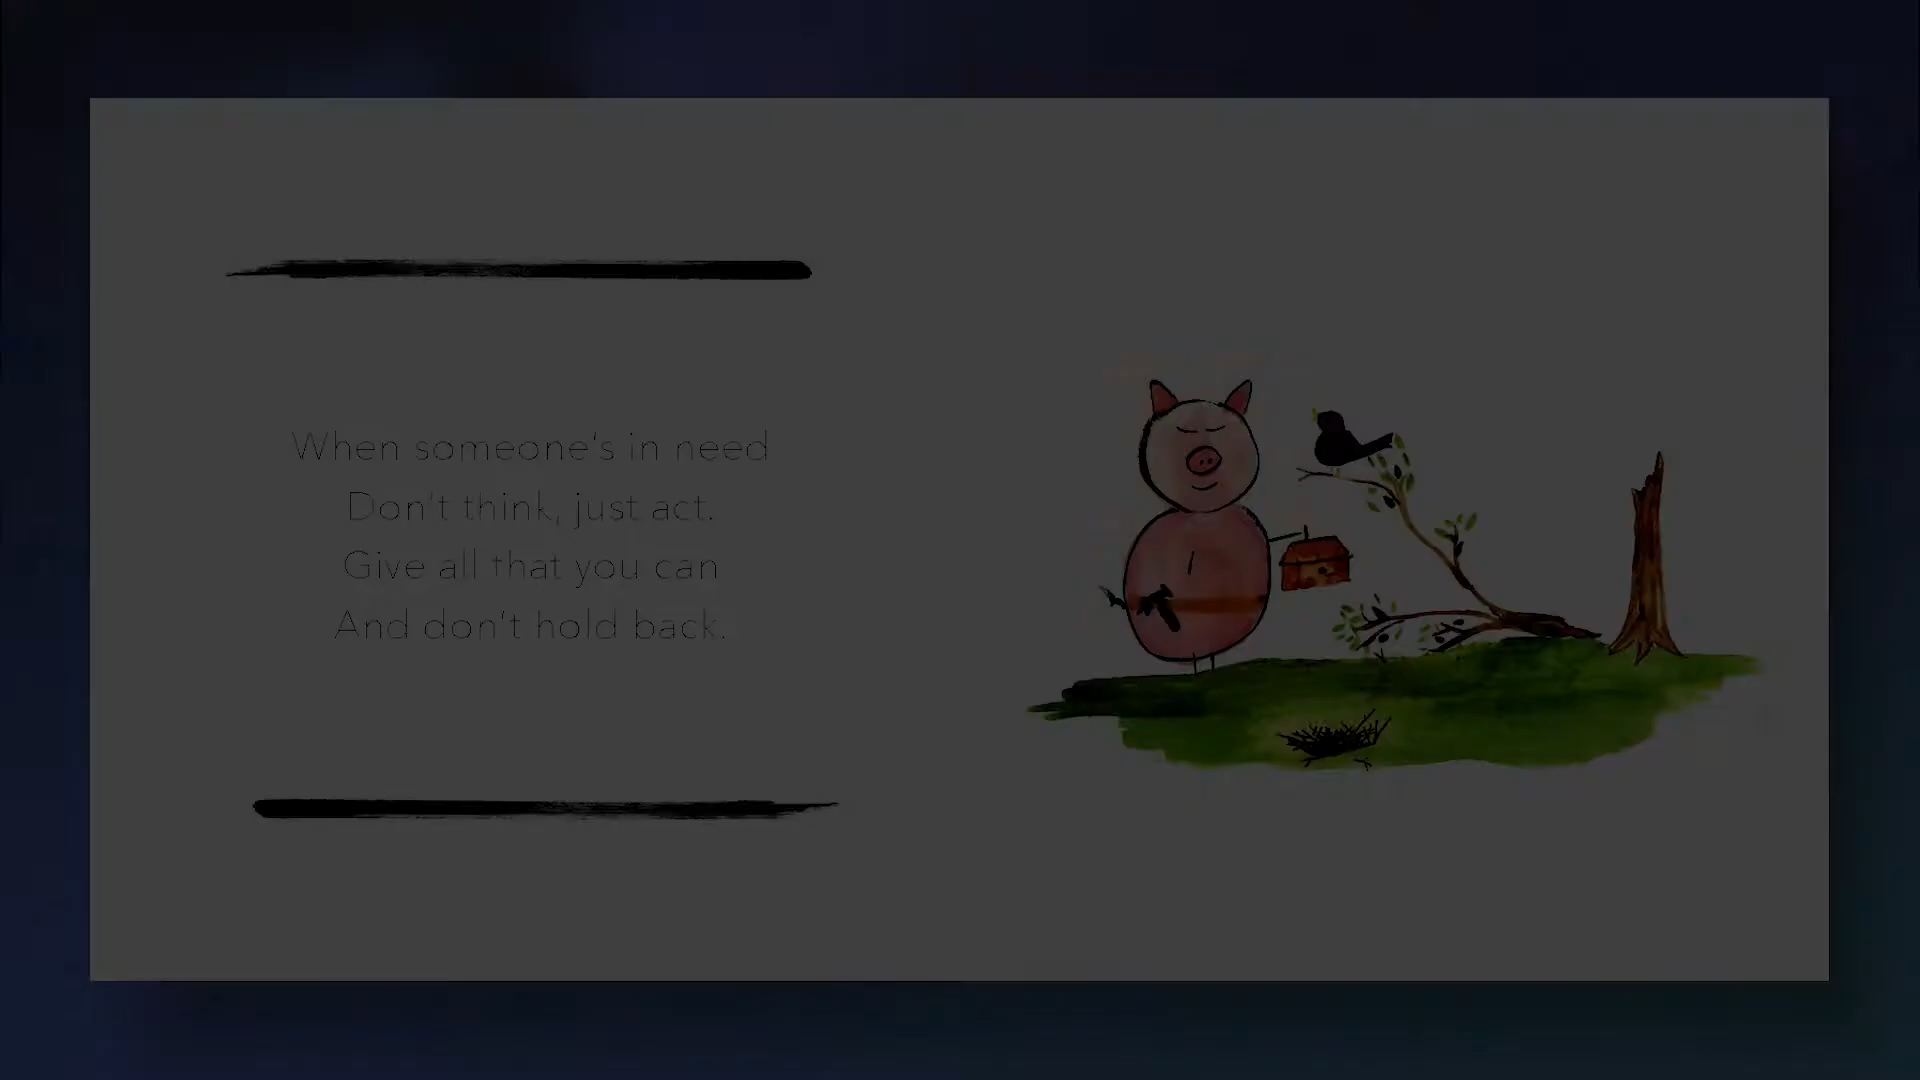 When someone's in need
Don't think, just act.
Give all that you can
And don't hold back.